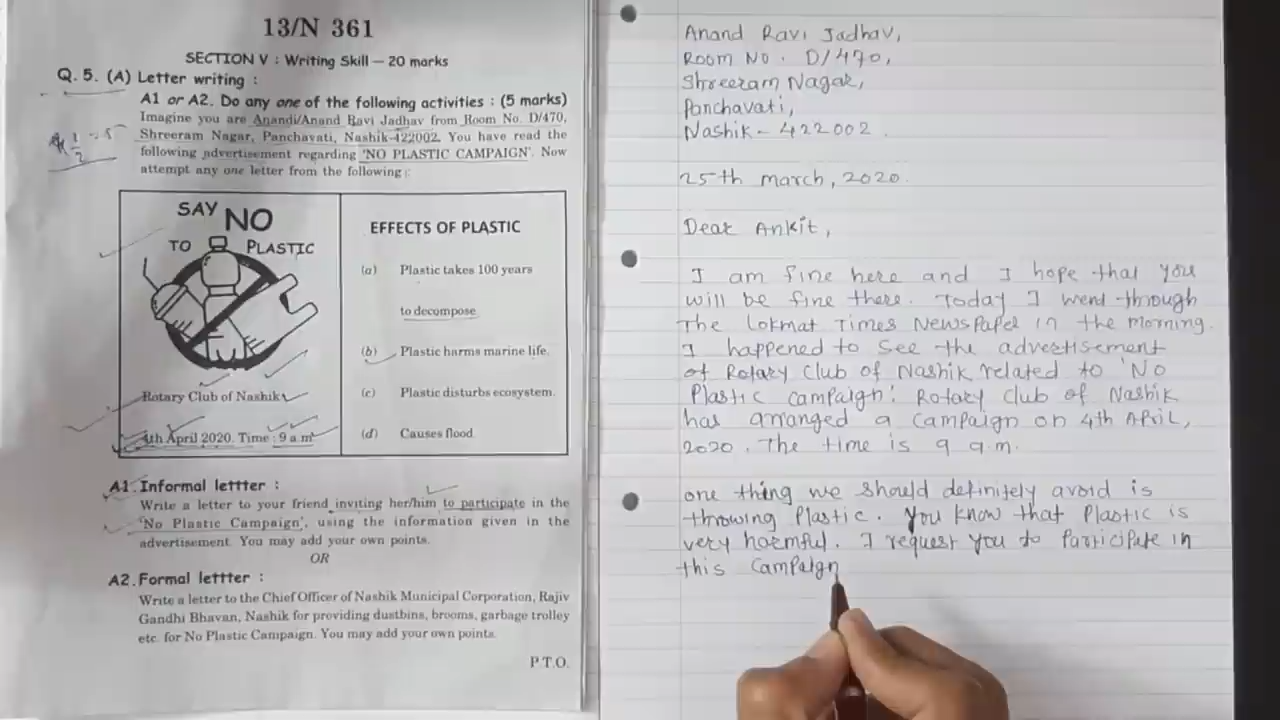 13/N 361
SECTION V : Writing Skill — 20 marks
Q. 5. (A) Letter writing :
A1 or A2. Do any one of the following activities : (5 marks)
Imagine you are Anandi/Anand Ravi Jadhav from Room No. D/470,
Shreeram Nagar, Panchavati, Nashik-422002. You have read the
following advertisement regarding 'NO PLASTIC CAMPAIGN'. Now
attempt any one letter from the following :
SAY NO
TO PLASTIC
Rotary Club of Nashik
4th April 2020. Time : 9 a.m
EFFECTS OF PLASTIC
(a) Plastic takes 100 years
to decompose
(b) Plastic harms marine life.
(c) Plastic disturbs ecosystem.
(d) Causes flood
A1. Informal lettter :
Write a letter to your friend inviting her/him to participate in the
'No Plastic Campaign', using the information given in the
advertisement. You may add your own points.
OR
A2. Formal lettter :
Write a letter to the Chief Officer of Nashik Municipal Corporation, Rajiv
Gandhi Bhavan, Nashik for providing dustbins, brooms, garbage trolley
etc. for No Plastic Campaign. You may add your own points.
P.T.O.
Anand Ravi Jadhav,
Room No. D/470,
Shreeram Nagar,
Panchavati,
Nashik - 422002.
25th march, 2020.
Dear Ankit,
I am fine here and I hope that you
will be fine there. Today I went through
The Lokmat Times Newspaper in the morning.
I happened to see the advertisement
of Rotary Club of Nashik related to 'No
Plastic campaign'. Rotary Club of Nashik
has arranged a campaign on 4th April,
2020. The time is 9 a.m.
one thing we should definitely avoid is
throwing Plastic. You know that Plastic is
very harmful. I request you to Participate in
this campaign